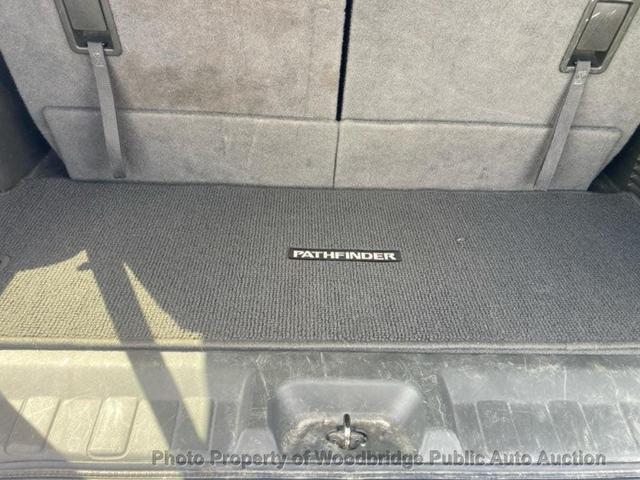 PATHFINDER
Photo Property of Woodbridge Public Auto Auction